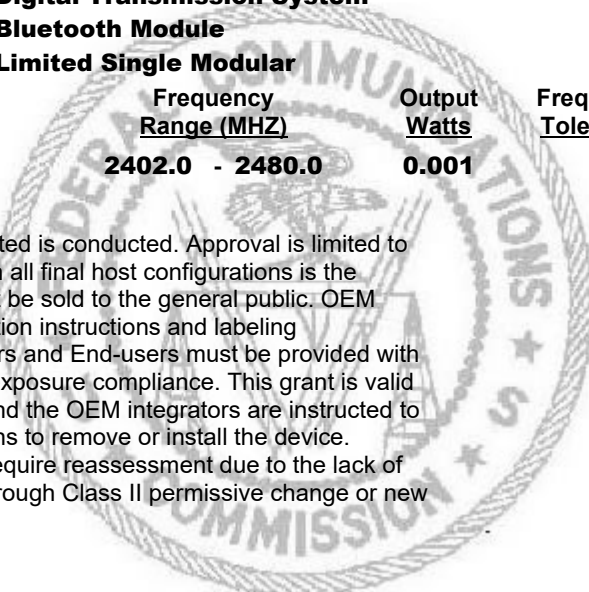 Digital Transmission System
Bluetooth Module
Limited Single Modular
Frequency Output Freq
Range (MHZ) Watts Tole
2402.0 - 2480.0 0.001
ted is conducted. Approval is limited to
n all final host configurations is the
t be sold to the general public. OEM
tion instructions and labeling
rs and End-users must be provided with
exposure compliance. This grant is valid
nd the OEM integrators are instructed to
ns to remove or install the device.
equire reassessment due to the lack of
rough Class II permissive change or new
FEDERAL COMMUNICATIONS COMMISSION